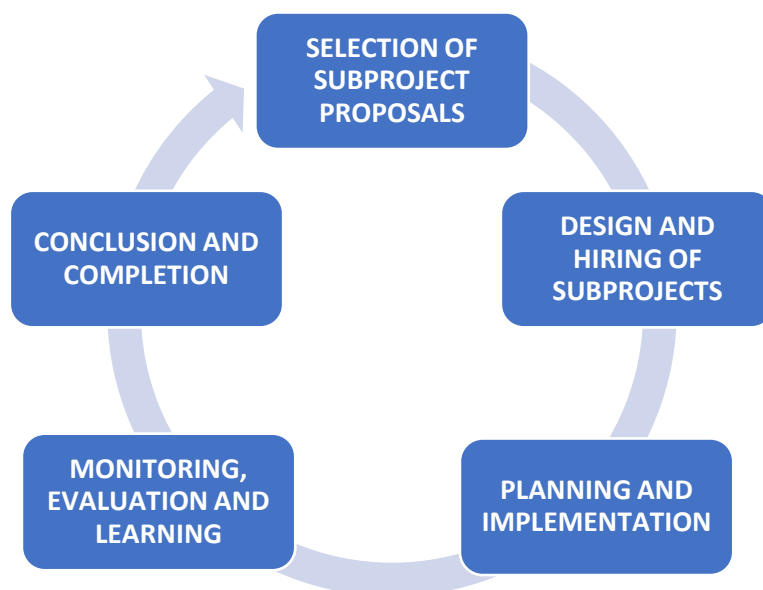 SELECTION OF
SUBPROJECT
PROPOSALS
DESIGN AND
HIRING OF
SUBPROJECTS
PLANNING AND
IMPLEMENTATION
MONITORING,
EVALUATION AND
LEARNING
CONCLUSION AND
COMPLETION